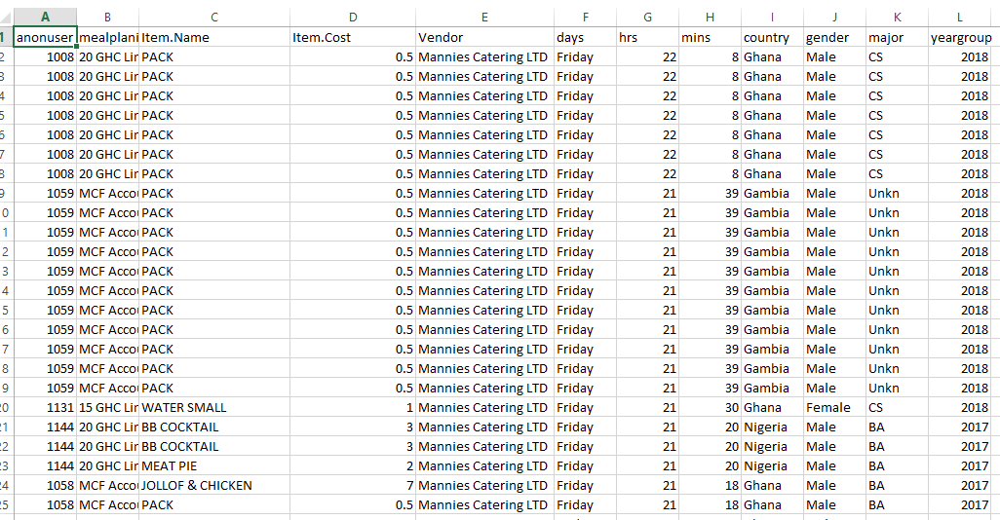 A B C D E F G H I J K L
1 anonuser mealplani Item.Name Item.Cost Vendor days hrs mins country gender major yeargroup
2 1008 20 GHC Lir PACK 0.5 Mannies Catering LTD Friday 22 8 Ghana Male CS 2018
3 1008 20 GHC Lir PACK 0.5 Mannies Catering LTD Friday 22 8 Ghana Male CS 2018
4 1008 20 GHC Lir PACK 0.5 Mannies Catering LTD Friday 22 8 Ghana Male CS 2018
5 1008 20 GHC Lir PACK 0.5 Mannies Catering LTD Friday 22 8 Ghana Male CS 2018
6 1008 20 GHC Lir PACK 0.5 Mannies Catering LTD Friday 22 8 Ghana Male CS 2018
7 1008 20 GHC Lir PACK 0.5 Mannies Catering LTD Friday 22 8 Ghana Male CS 2018
8 1008 20 GHC Lir PACK 0.5 Mannies Catering LTD Friday 22 8 Ghana Male CS 2018
9 1059 MCF Accou PACK 0.5 Mannies Catering LTD Friday 21 39 Gambia Male Unkn 2018
0 1059 MCF Accou PACK 0.5 Mannies Catering LTD Friday 21 39 Gambia Male Unkn 2018
1 1059 MCF Accou PACK 0.5 Mannies Catering LTD Friday 21 39 Gambia Male Unkn 2018
2 1059 MCF Accou PACK 0.5 Mannies Catering LTD Friday 21 39 Gambia Male Unkn 2018
3 1059 MCF Accou PACK 0.5 Mannies Catering LTD Friday 21 39 Gambia Male Unkn 2018
4 1059 MCF Accou PACK 0.5 Mannies Catering LTD Friday 21 39 Gambia Male Unkn 2018
5 1059 MCF Accou PACK 0.5 Mannies Catering LTD Friday 21 39 Gambia Male Unkn 2018
6 1059 MCF Accou PACK 0.5 Mannies Catering LTD Friday 21 39 Gambia Male Unkn 2018
7 1059 MCF Accou PACK 0.5 Mannies Catering LTD Friday 21 39 Gambia Male Unkn 2018
8 1059 MCF Accou PACK 0.5 Mannies Catering LTD Friday 21 39 Gambia Male Unkn 2018
9 1059 MCF Accou PACK 0.5 Mannies Catering LTD Friday 21 39 Gambia Male Unkn 2018
20 1131 15 GHC Lir WATER SMALL 1 Mannies Catering LTD Friday 21 30 Ghana Female CS 2018
21 1144 20 GHC Lir BB COCKTAIL 3 Mannies Catering LTD Friday 21 20 Nigeria Male BA 2017
22 1144 20 GHC Lir BB COCKTAIL 3 Mannies Catering LTD Friday 21 20 Nigeria Male BA 2017
23 1144 20 GHC Lir MEAT PIE 2 Mannies Catering LTD Friday 21 20 Nigeria Male BA 2017
24 1058 MCF Accou JOLLOF & CHICKEN 7 Mannies Catering LTD Friday 21 18 Ghana Male BA 2017
25 1058 MCF Accou PACK 0.5 Mannies Catering LTD Friday 21 18 Ghana Male BA 2017